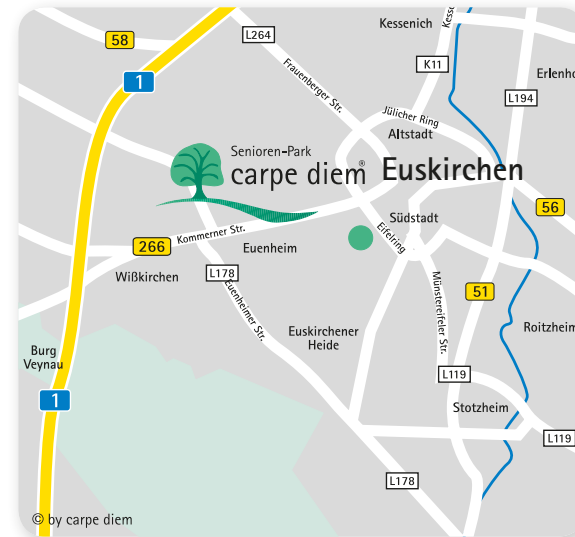 Kessenich
Kesse
58
L264
K11
1
Frauenberger Str.
Erlenho
L194
Jülicher Ring
Altstadt
Senioren-Park
carpe diem®
Euskirchen
56
Südstadt
Kommerner Str.
Eifelring
266
Euenheim
L178
Wißkirchen
Euenheimer Str.
Münstereifeler Str.
51
Euskirchener
Heide
Roitzheim
Burg
Veynau
L119
1
Stotzheim
L119
L178
© by carpe diem